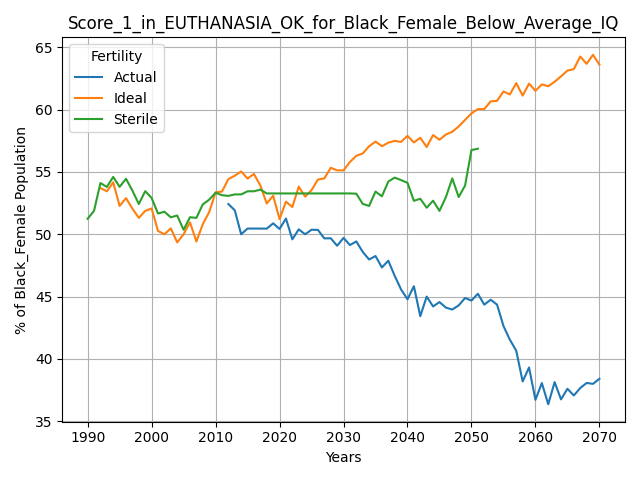 Score_1_in_EUTHANASIA_OK_for_Black_Female_Below_Average_IQ
Fertility
Actual
Ideal
Sterile
% of Black_Female Population
65
60
55
50
45
40
35
1990 2000 2010 2020 2030 2040 2050 2060 2070
Years